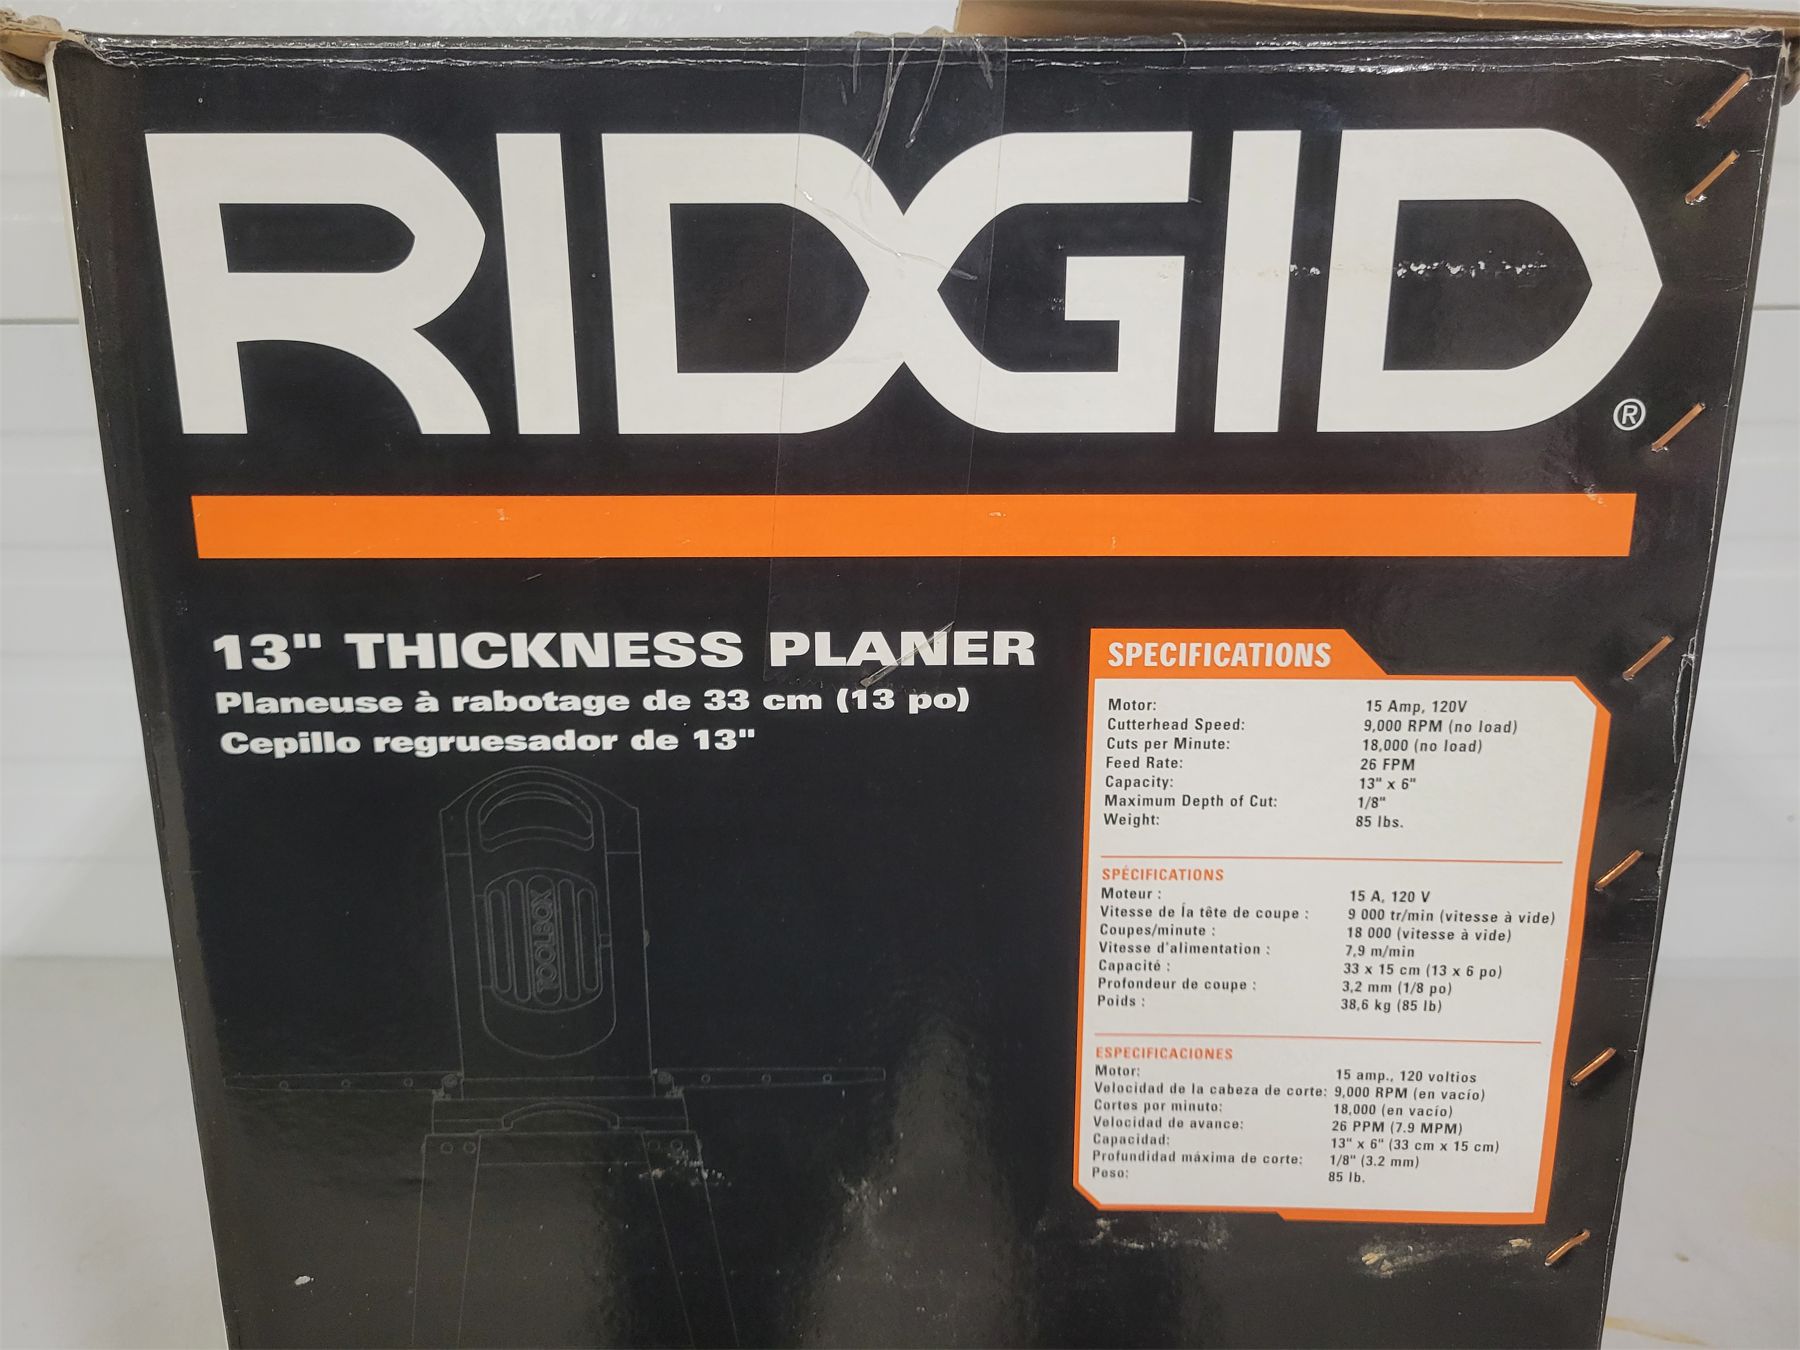 RIDGID®
13" THICKNESS PLANER
Planeuse à rabotage de 33 cm (13 po)
Cepillo regruesador de 13"
TOOLBOX
SPECIFICATIONS
Motor: 15 Amp, 120V
Cutterhead Speed: 9,000 RPM (no load)
Cuts per Minute: 18,000 (no load)
Feed Rate: 26 FPM
Capacity: 13" x 6"
Maximum Depth of Cut: 1/8"
Weight: 85 lbs.
SPÉCIFICATIONS
Moteur : 15 A, 120 V
Vitesse de la tête de coupe : 9 000 tr/min (vitesse à vide)
Coupes/minute : 18 000 (vitesse à vide)
Vitesse d'alimentation : 7,9 m/min
Capacité : 33 x 15 cm (13 x 6 po)
Profondeur de coupe : 3,2 mm (1/8 po)
Poids : 38,6 kg (85 lb)
ESPECIFICACIONES
Motor: 15 amp., 120 voltios
Velocidad de la cabeza de corte: 9,000 RPM (en vacío)
Cortes por minuto: 18,000 (en vacío)
Velocidad de avance: 26 PPM (7.9 MPM)
Capacidad: 13" x 6" (33 cm x 15 cm)
Profundidad máxima de corte: 1/8" (3.2 mm)
Peso: 85 lb.